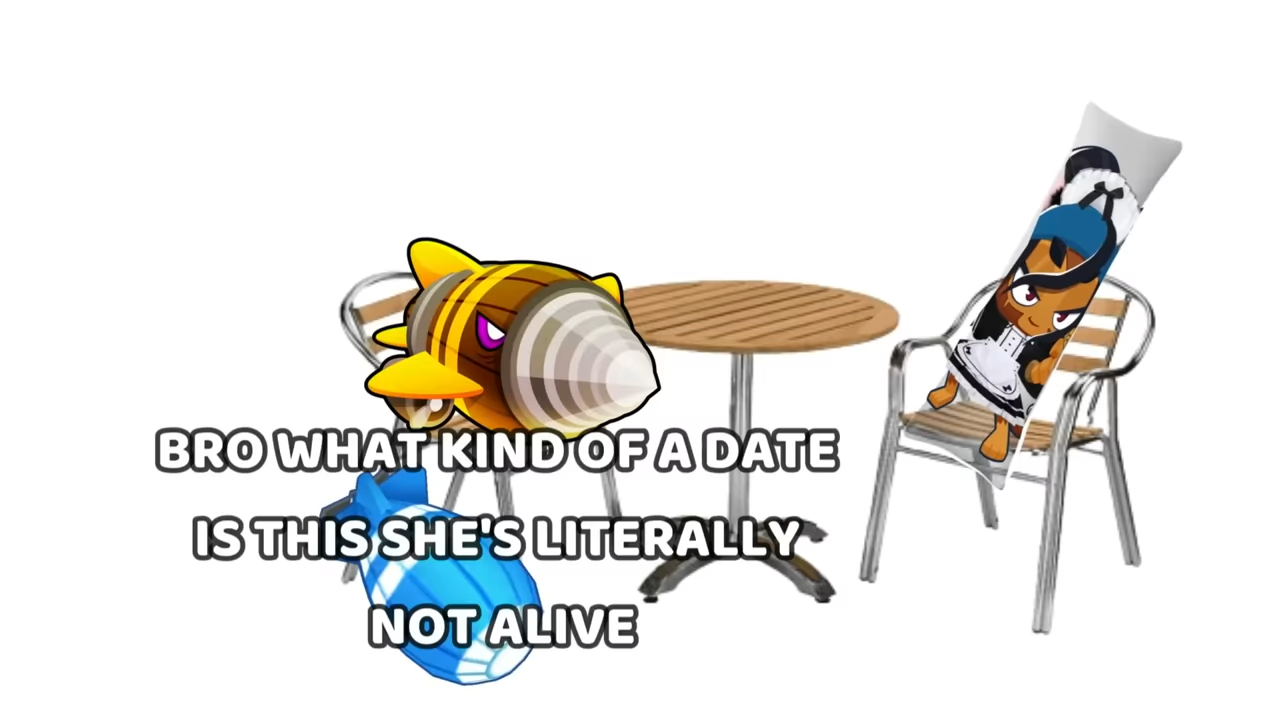 BRO WHAT KIND OF A DATE
IS THIS SHE'S LITERALLY
NOT ALIVE